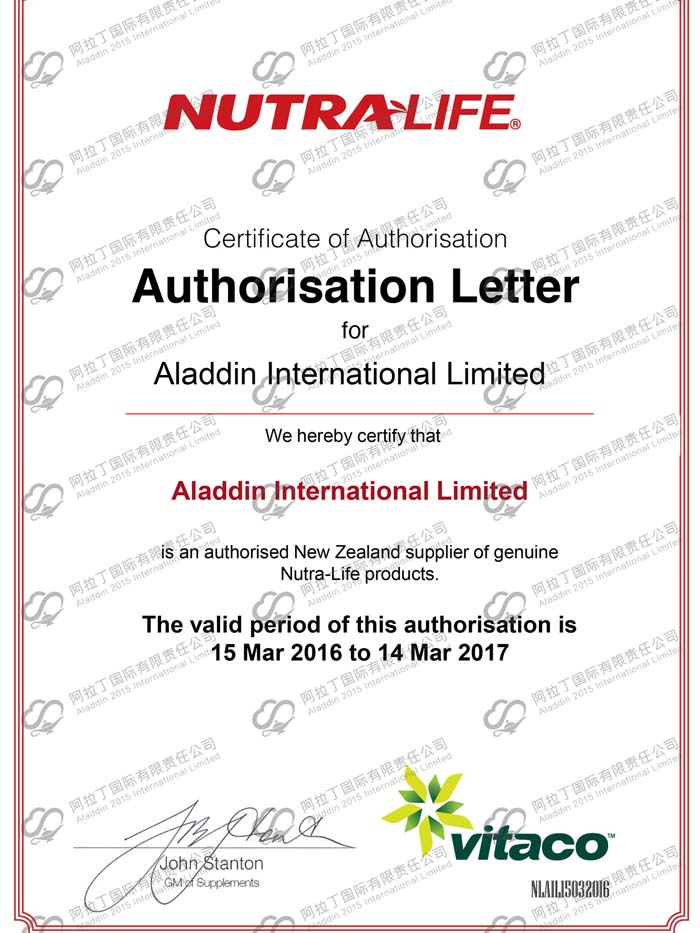 NUTRA-LIFE®
Certificate of Authorisation
Authorisation Letter
for
Aladdin International Limited
We hereby certify that
Aladdin International Limited
is an authorised New Zealand supplier of genuine
Nutra-Life products.
The valid period of this authorisation is
15 Mar 2016 to 14 Mar 2017
John Stanton
GM of Supplements
vitaco™
NLAIL15032016
阿拉丁国际有限责任公司
Aladdin 2015 International Limited